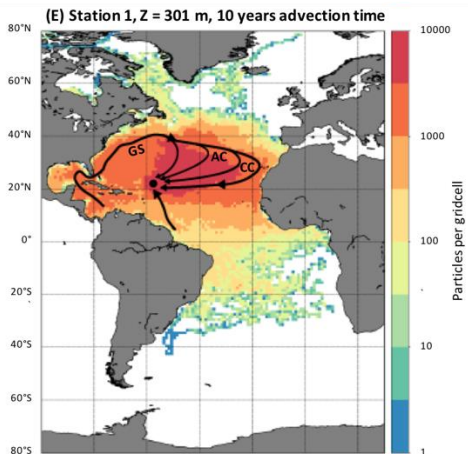 (E) Station 1, Z = 301 m, 10 years advection time
80°N
60°N
40°N
20°N
0°
20°S
40°S
60°S
80°S
GS
AC
CC
10000
1000
100
10
1
Particles per gridcell